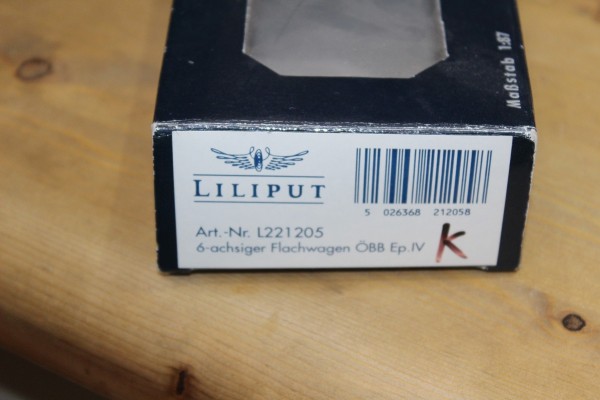 Maßstab 1:87
LILIPUT
5 026368 212058
Art.-Nr. L221205
6-achsiger Flachwagen ÖBB Ep.IV
K